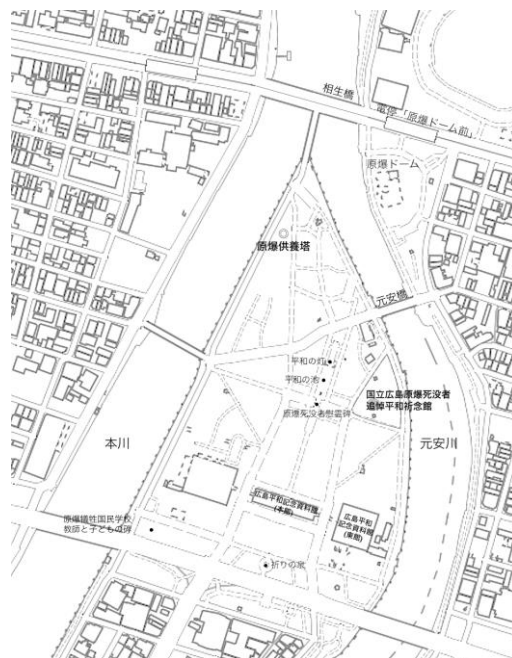 相生橋
電停「原爆ドーム前」
原爆ドーム
原爆供養塔
元安橋
平和の灯
平和の池
国立広島原爆死没者
追悼平和祈念館
原爆死没者慰霊碑
本川
元安川
広島平和記念資料館
(本館)
広島平和
記念資料館
(東館)
原爆犠牲国民学校
教師と子どもの碑
祈りの泉